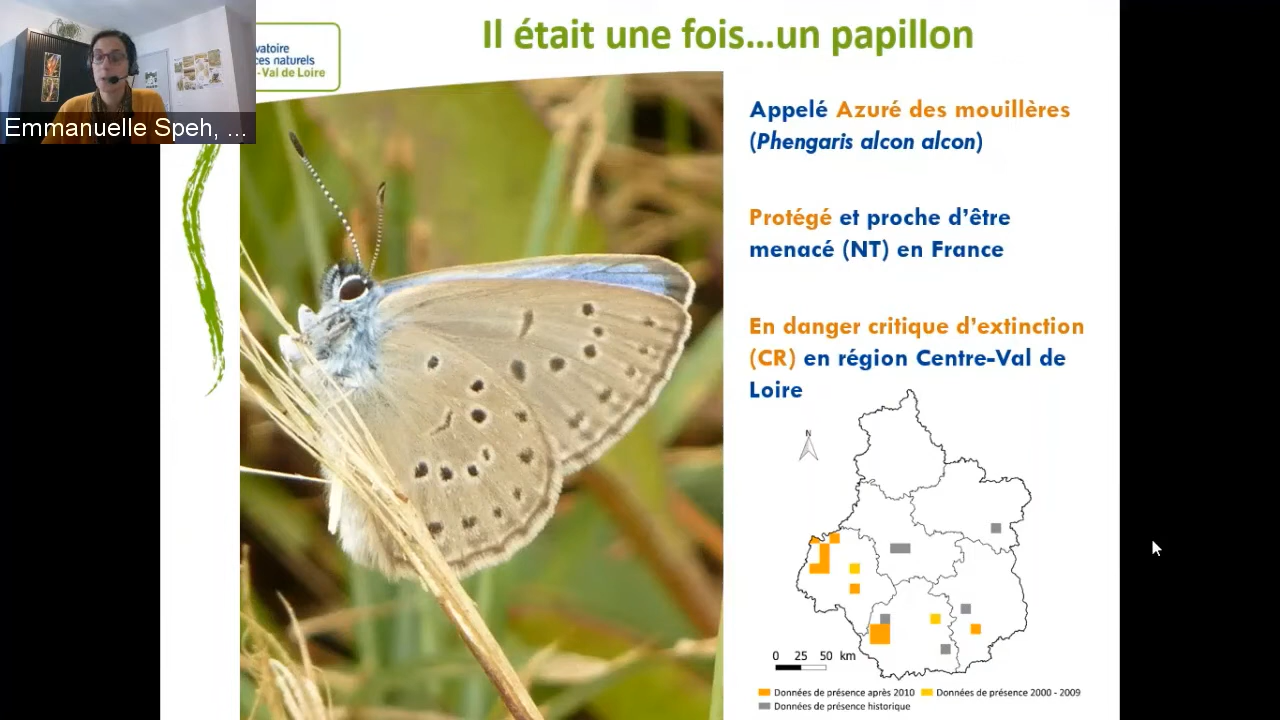 Il était une fois...un papillon
vatoire
ces naturels
-Val de Loire
Emmanuelle Speh, ...
Appelé Azuré des mouillères
(Phengaris alcon alcon)
Protégé et proche d’être
menacé (NT) en France
En danger critique d’extinction
(CR) en région Centre-Val de
Loire
N
0 25 50 km
Données de présence après 2010 Données de présence 2000 - 2009
Données de présence historique